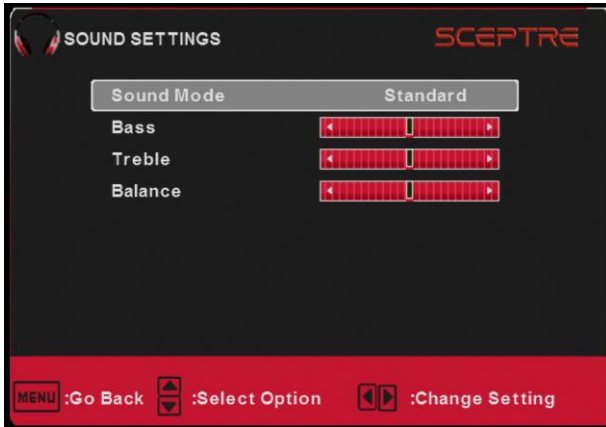 SOUND SETTINGS
SCEPTRE
Sound Mode Standard
Bass
Treble
Balance
MENU :Go Back :Select Option :Change Setting